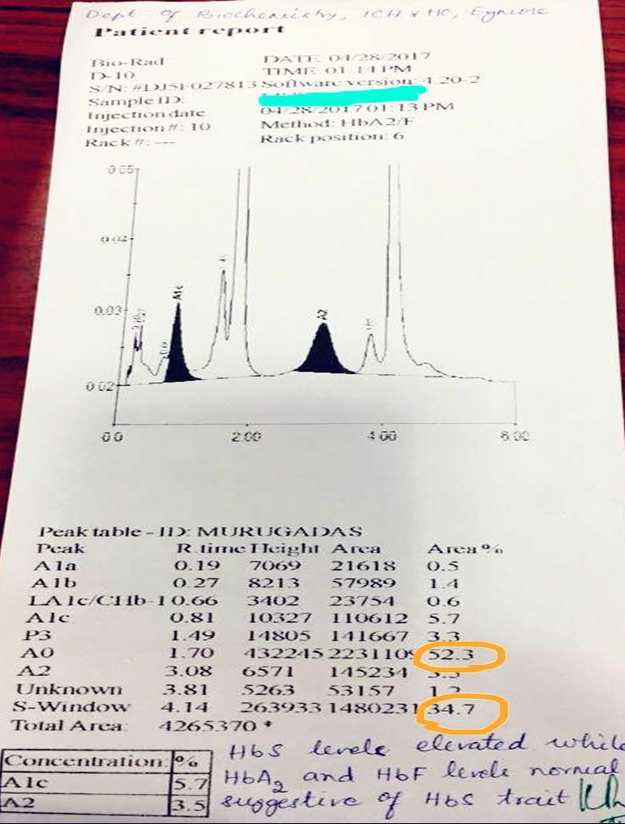 Dept of Biochemistry, ICH & HC, Egmore
Patient report
Bio-Rad DATE: 04/28/2017
D-10 TIME: 01:14 PM
S/N: #DJ5F027813 Software version: 4.20-2
Sample ID:
Injection date 04/28/2017 01:13 PM
Injection #: 10 Method: HbA2/F
Rack #: --- Rack position: 6
0.05
0.04
0.03
0.02
A1c
A2
0.0 2.00 4.00 6.00
Peak table - ID: MURUGADAS
Peak R.time Height Area Area %
A1a 0.19 7069 21618 0.5
A1b 0.27 8213 57989 1.4
LA1c/CHb-1 0.66 3402 23754 0.6
A1c 0.81 10327 110612 5.7
P3 1.49 14805 141667 3.3
A0 1.70 432245 2231109 52.3
A2 3.08 6571 145234 3.5
Unknown 3.81 5263 53157 1.2
S-Window 4.14 263933 1480231 34.7
Total Area: 4265370 *
Concentration: %
A1c 5.7
A2 3.5
HbS levels elevated while
HbA2 and HbF levels normal
suggestive of HbS trait